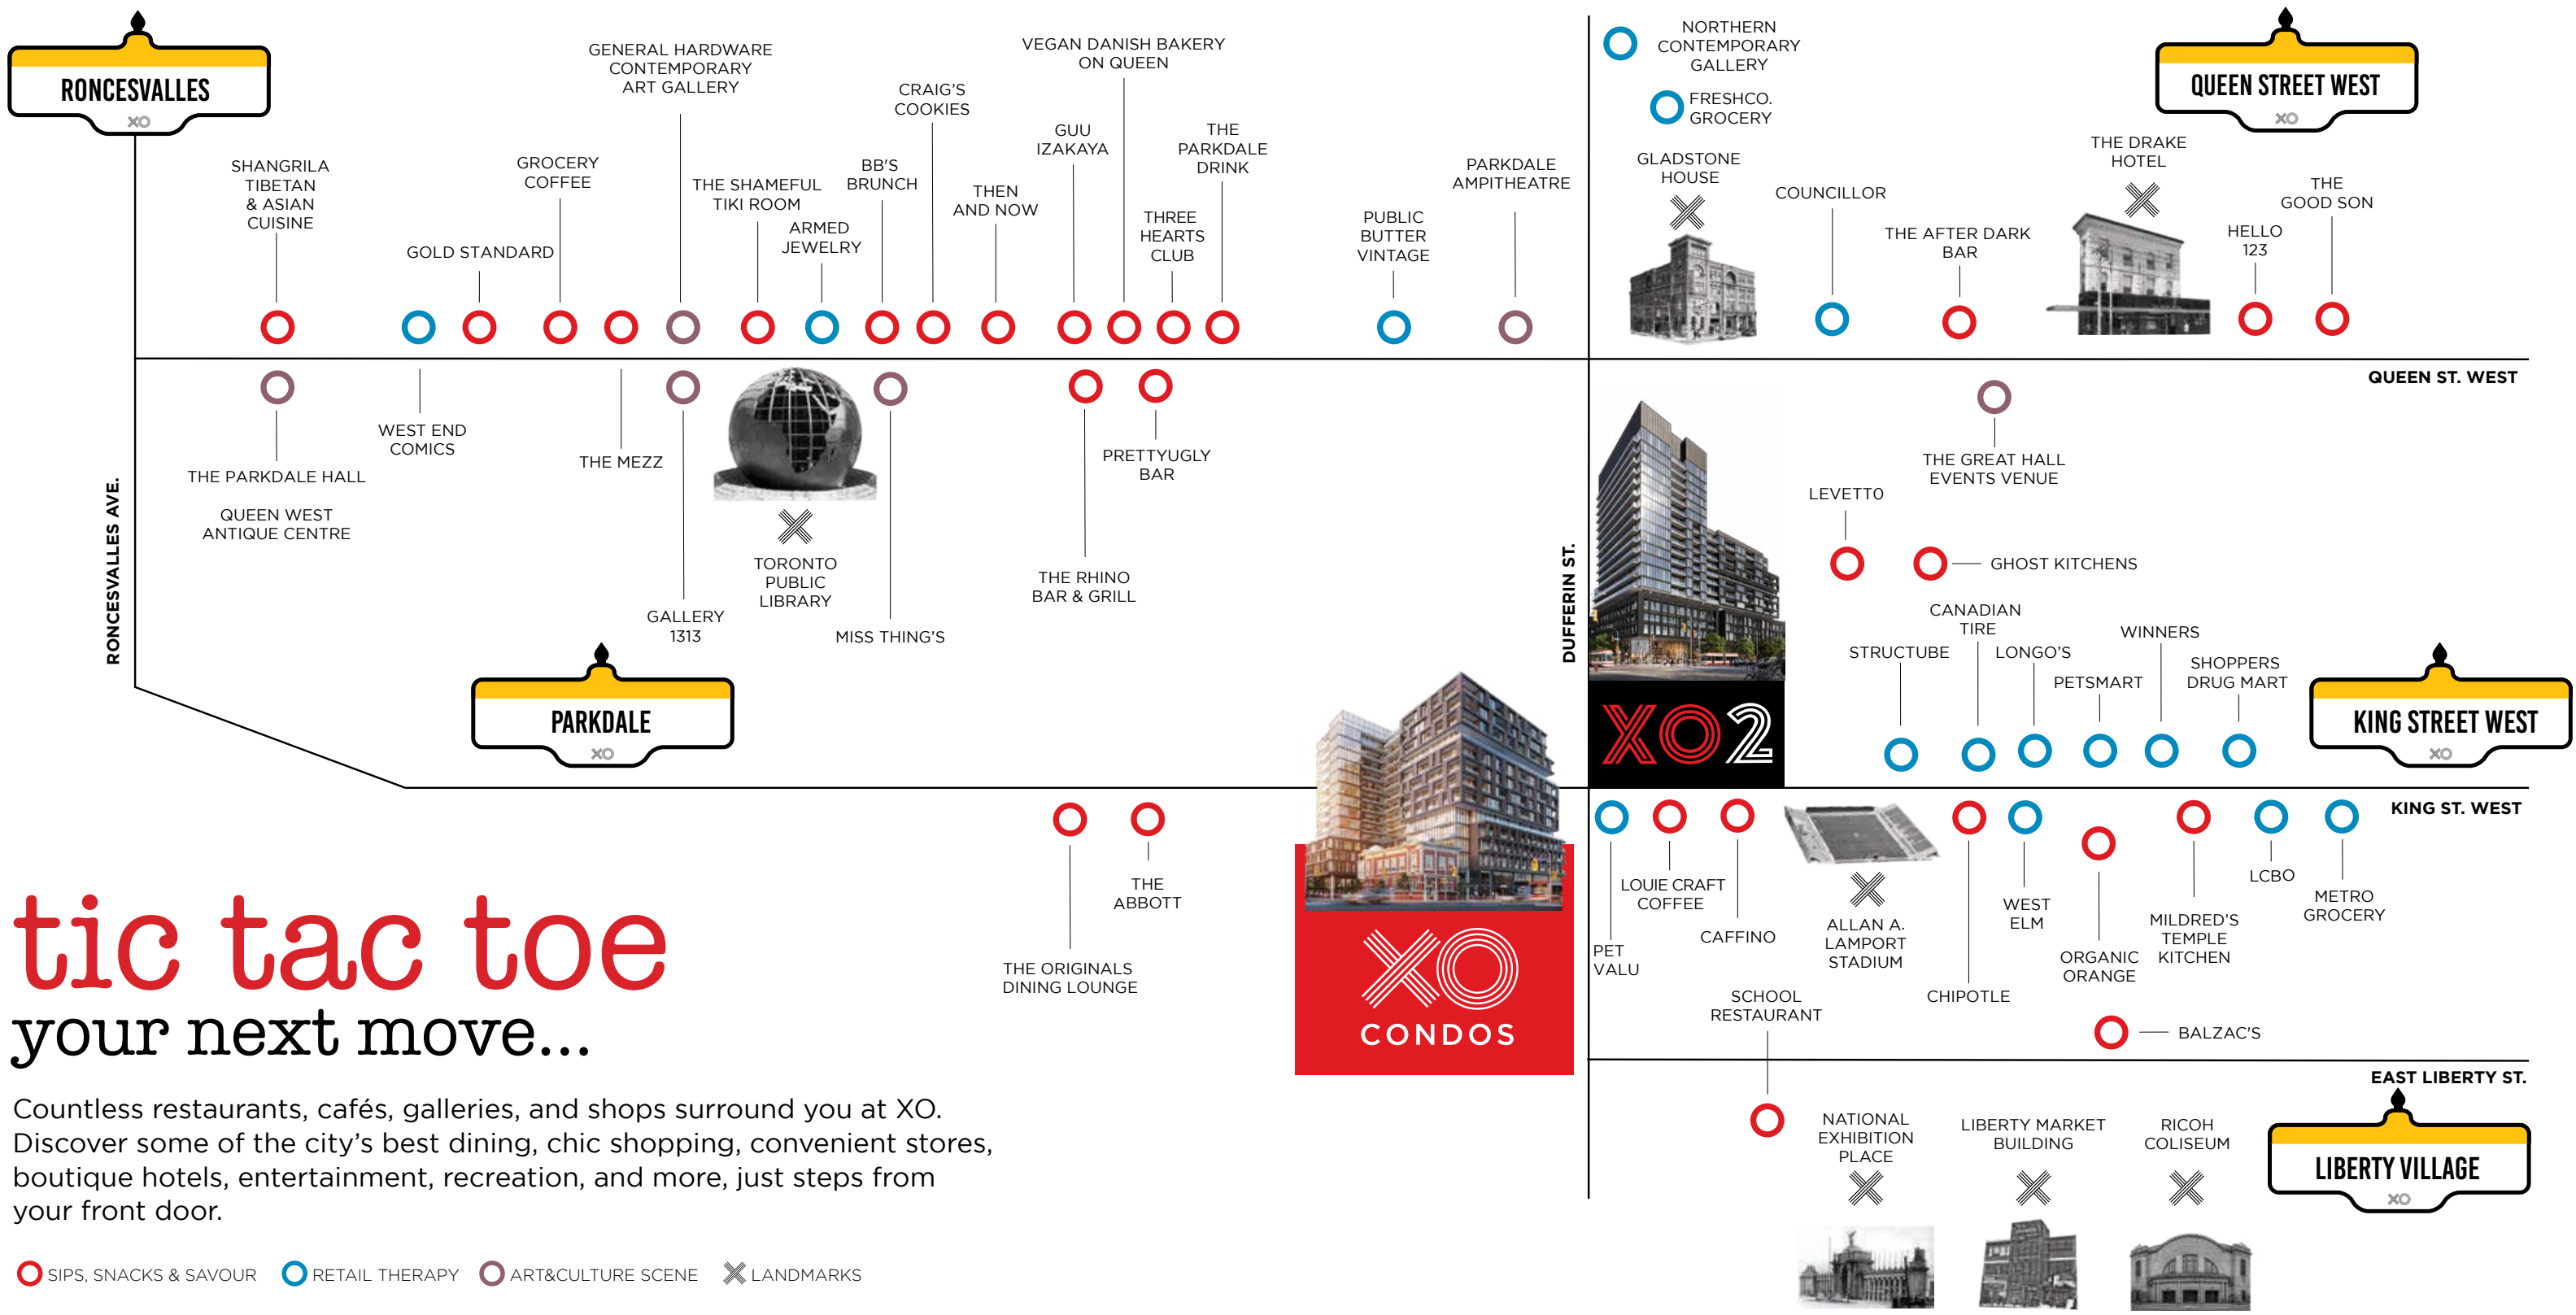 RONCESVALLES
XO
SHANGRILA
TIBETAN
& ASIAN
CUISINE
GOLD STANDARD
GROCERY
COFFEE
GENERAL HARDWARE
CONTEMPORARY
ART GALLERY
THE SHAMEFUL
TIKI ROOM
ARMED
JEWELRY
BB'S
BRUNCH
CRAIG'S
COOKIES
THEN
AND NOW
GUU
IZAKAYA
VEGAN DANISH BAKERY
ON QUEEN
THREE
HEARTS
CLUB
THE
PARKDALE
DRINK
PUBLIC
BUTTER
VINTAGE
PARKDALE
AMPITHEATRE
NORTHERN
CONTEMPORARY
GALLERY
FRESHCO.
GROCERY
GLADSTONE
HOUSE
COUNCILLOR
THE AFTER DARK
BAR
THE DRAKE
HOTEL
HELLO
123
THE
GOOD SON
QUEEN STREET WEST
XO
QUEEN ST. WEST
RONCESVALLES AVE.
THE PARKDALE HALL
QUEEN WEST
ANTIQUE CENTRE
WEST END
COMICS
THE MEZZ
GALLERY
1313
TORONTO
PUBLIC
LIBRARY
MISS THING'S
THE RHINO
BAR & GRILL
PRETTYUGLY
BAR
DUFFERIN ST.
THE GREAT HALL
EVENTS VENUE
LEVETTO
GHOST KITCHENS
STRUCTUBE
CANADIAN
TIRE
LONGO'S
PETSMART
WINNERS
SHOPPERS
DRUG MART
KING STREET WEST
XO
PARKDALE
XO
XO2
KING ST. WEST
THE ORIGINALS
DINING LOUNGE
THE
ABBOTT
XO
CONDOS
PET
VALU
LOUIE CRAFT
COFFEE
CAFFINO
ALLAN A.
LAMPORT
STADIUM
CHIPOTLE
WEST
ELM
ORGANIC
ORANGE
MILDRED'S
TEMPLE
KITCHEN
LCBO
METRO
GROCERY
SCHOOL
RESTAURANT
BALZAC'S
EAST LIBERTY ST.
NATIONAL
EXHIBITION
PLACE
LIBERTY MARKET
BUILDING
RICOH
COLISEUM
LIBERTY VILLAGE
XO
tic tac toe
your next move...
Countless restaurants, cafés, galleries, and shops surround you at XO.
Discover some of the city's best dining, chic shopping, convenient stores,
boutique hotels, entertainment, recreation, and more, just steps from
your front door.
SIPS, SNACKS & SAVOUR
RETAIL THERAPY
ART&CULTURE SCENE
LANDMARKS